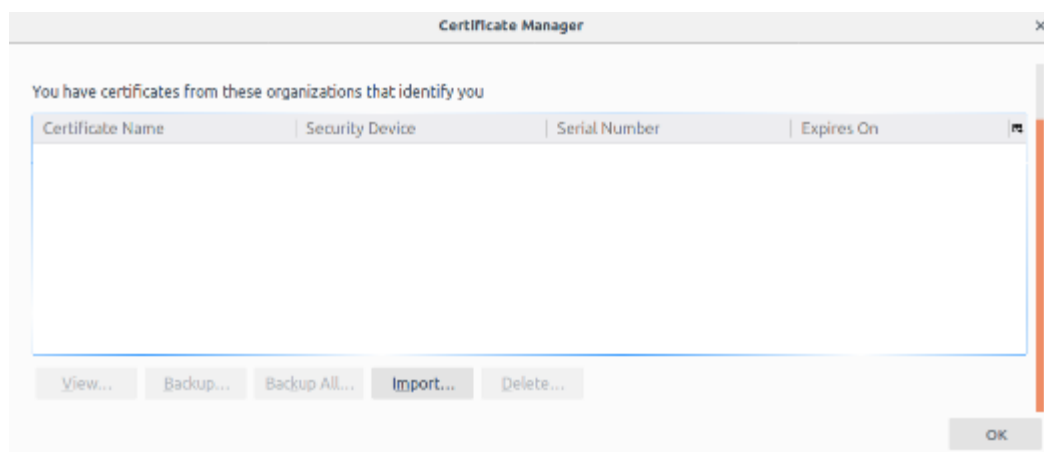 Certificate Manager
You have certificates from these organizations that identify you
Certificate Name Security Device Serial Number Expires On
View... Backup... Backup All... Import... Delete...
OK